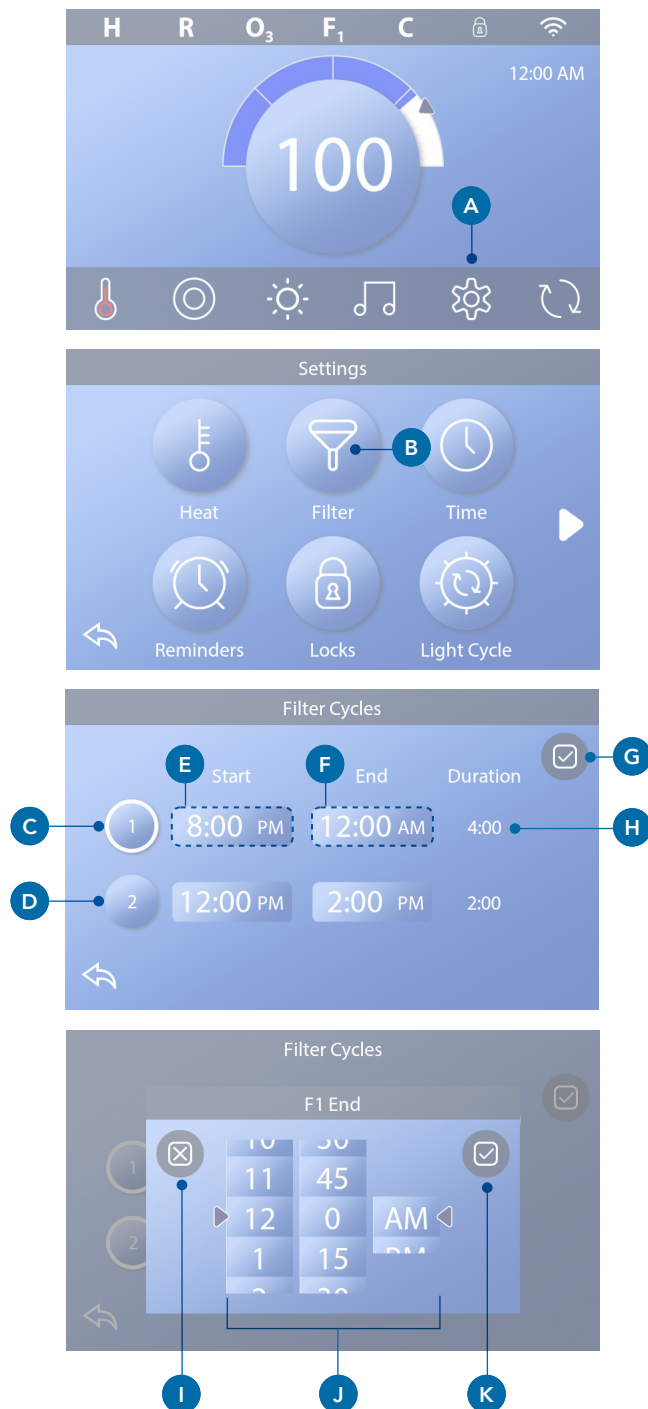 H R O₃ F₁ C
12:00 AM
100
A
Settings
B
Heat Filter Time
Reminders Locks Light Cycle
Filter Cycles
E F G
Start End Duration
C 1 8:00 PM 12:00 AM 4:00 H
D 2 12:00 PM 2:00 PM 2:00
Filter Cycles
F1 End
11 45
1 12 0 AM
2 1 15
I J K